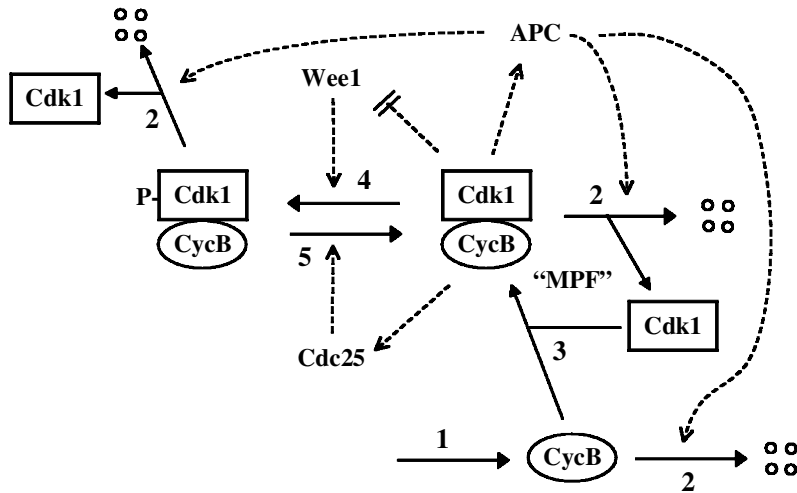 APC
Wee1
Cdk1
2
4
P-
Cdk1
Cdk1
2
CycB
CycB
5
“MPF”
Cdk1
3
Cdc25
1
CycB
2